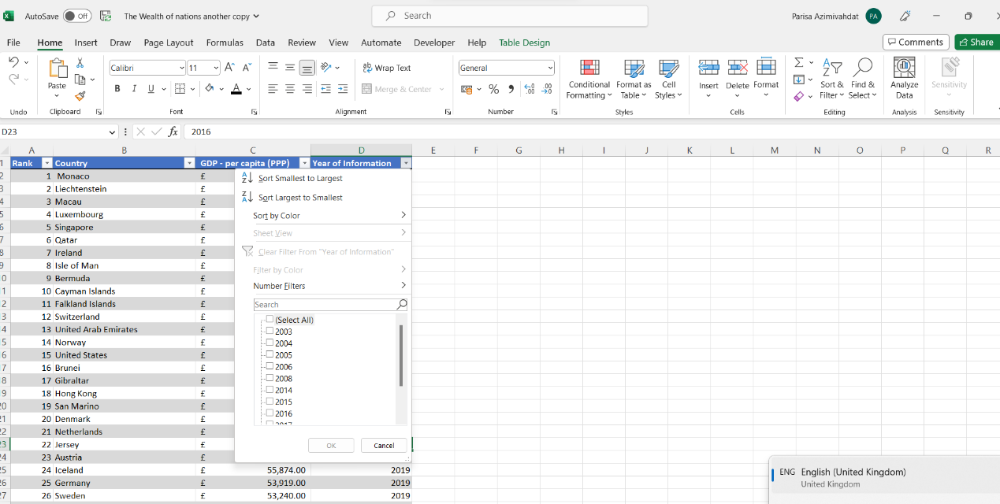 AutoSave Off The Wealth of nations another copy Search Parisa Azimivahdat PA
File Home Insert Draw Page Layout Formulas Data Review View Automate Developer Help Table Design Comments Share
Paste Calibri 11 Wrap Text General Conditional Formatting Format as Table Cell Styles Insert Delete Format Sort & Filter Find & Select Analyze Data Sensitivity
B I U A Merge & Center %
Undo Clipboard Font Alignment Number Styles Cells Editing Analysis Sensitivity
D23 fx 2016
A B C D E F G H I J K L M N O P Q R
1 Rank Country GDP - per capita (PPP) Year of Information
2 1 Monaco £
3 2 Liechtenstein £
4 3 Macau £
5 4 Luxembourg £
6 5 Singapore £
7 6 Qatar £
8 7 Ireland £
9 8 Isle of Man £
0 9 Bermuda £
1 10 Cayman Islands £
2 11 Falkland Islands £
3 12 Switzerland £
4 13 United Arab Emirates £
5 14 Norway £
6 15 United States £
7 16 Brunei £
8 17 Gibraltar £
9 18 Hong Kong £
20 19 San Marino £
21 20 Denmark £
22 21 Netherlands £
23 22 Jersey £
24 23 Austria £
25 24 Iceland £ 55,874.00 2019
26 25 Germany £ 53,919.00 2019
27 26 Sweden £ 53,240.00 2019
Sort Smallest to Largest
Sort Largest to Smallest
Sort by Color
Sheet View
Clear Filter From "Year of Information"
Filter by Color
Number Filters
Search
(Select All)
2003
2004
2005
2006
2008
2014
2015
2016
OK Cancel
ENG English (United Kingdom)
United Kingdom